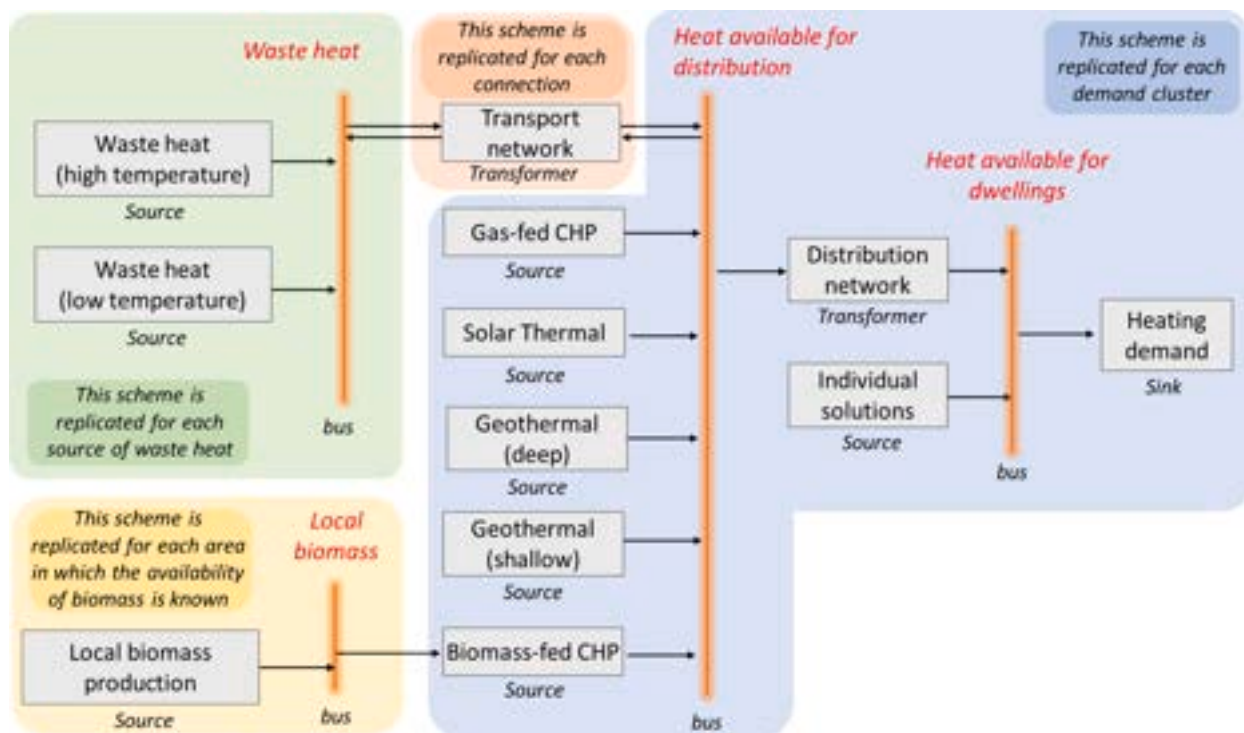 Waste heat
This scheme is
replicated for each
connection
Heat available for
distribution
This scheme is
replicated for each
demand cluster
Waste heat
(high temperature)
Source
Transport
network
Transformer
Heat available for
dwellings
Waste heat
(low temperature)
Source
Gas-fed CHP
Source
Distribution
network
Transformer
Solar Thermal
Source
Heating
demand
Sink
This scheme is
replicated for each
source of waste heat
bus
Individual
solutions
Source
bus
Geothermal
(deep)
Source
This scheme is
replicated for each area
in which the availability
of biomass is known
Local
biomass
Geothermal
(shallow)
Source
Local biomass
production
Source
bus
Biomass-fed CHP
Source
bus